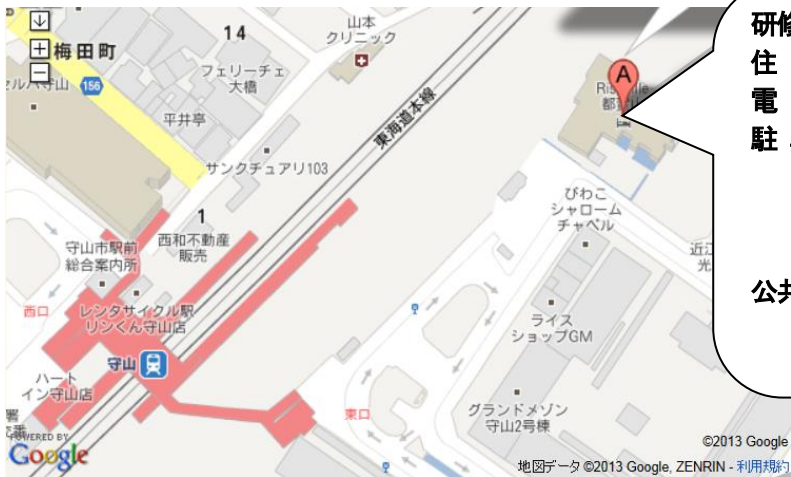 梅田町
14
山本
クリニック
156
フェリーチェ
大橋
平井亭
サンクチュアリ103
東海道本線
A
1
西和不動産
販売
守山市駅前
総合案内所
西口
レンタサイクル駅
リンくん守山店
守山
ハート
イン守山店
びわこ
シャローム
チャペル
ライス
ショップGM
東口
グランドメゾン
守山2号棟
POWERED BY
Google
©2013 Google
地図データ ©2013 Google, ZENRIN - 利用規約
研修
住
電
駐
公共